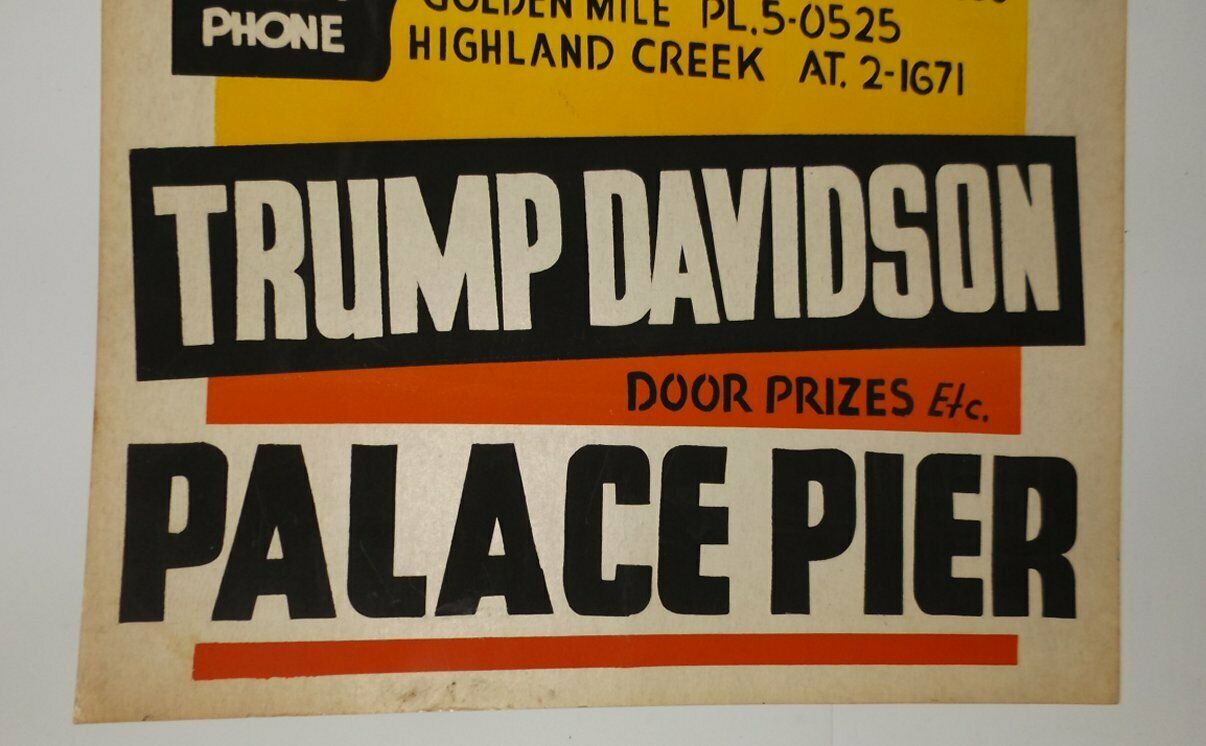 PHONE
GOLDEN MILE PL.5-0525
HIGHLAND CREEK AT. 2-1671
TRUMP DAVIDSON
DOOR PRIZES Etc.
PALACE PIER